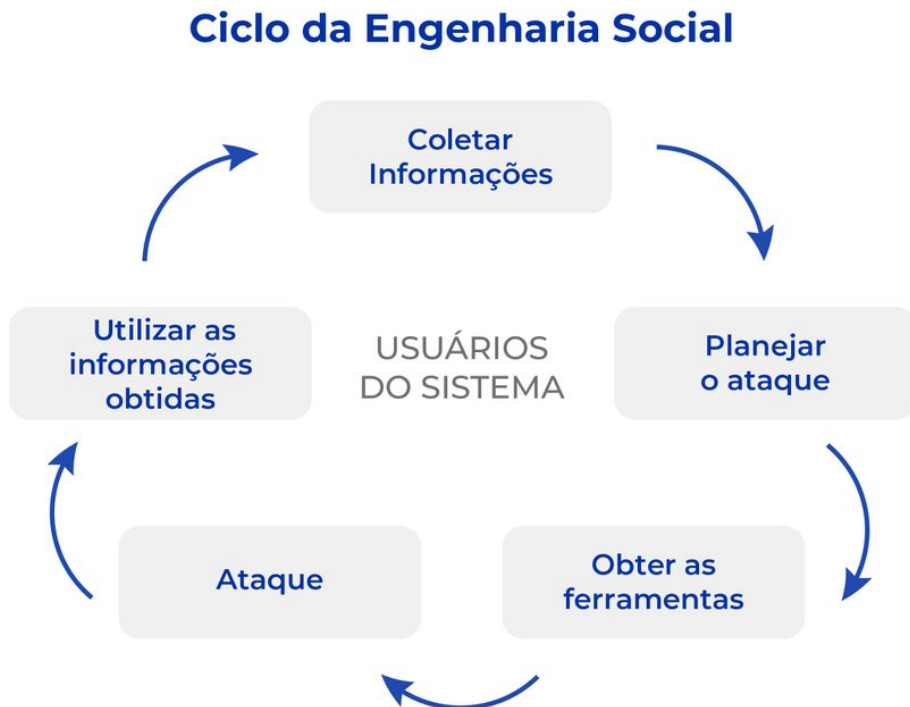 Ciclo da Engenharia Social
Coletar
Informações
Planejar
o ataque
Obter as
ferramentas
Ataque
Utilizar as
informações
obtidas
USUÁRIOS
DO SISTEMA